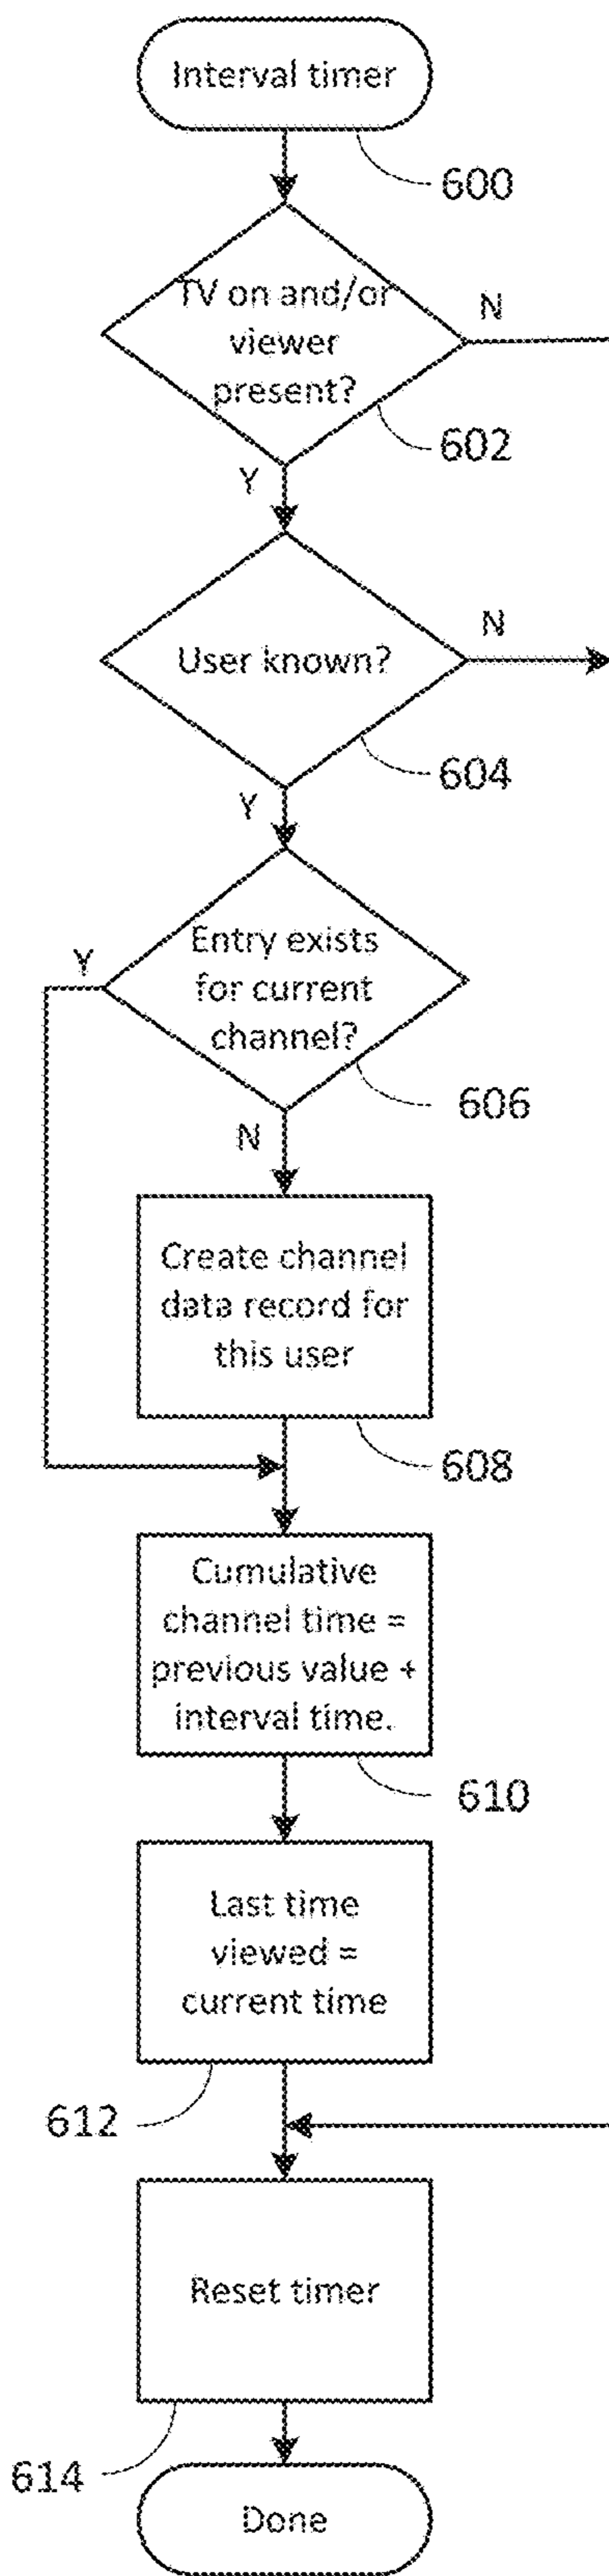 Interval timer
600
TV on and/or
viewer
present?
N
602
Y
User known?
N
604
Y
Entry exists
for current
channel?
Y
606
N
Create channel
data record for
this user
608
Cumulative
channel time =
previous value +
interval time.
610
Last time
viewed =
current time
612
Reset timer
614
Done